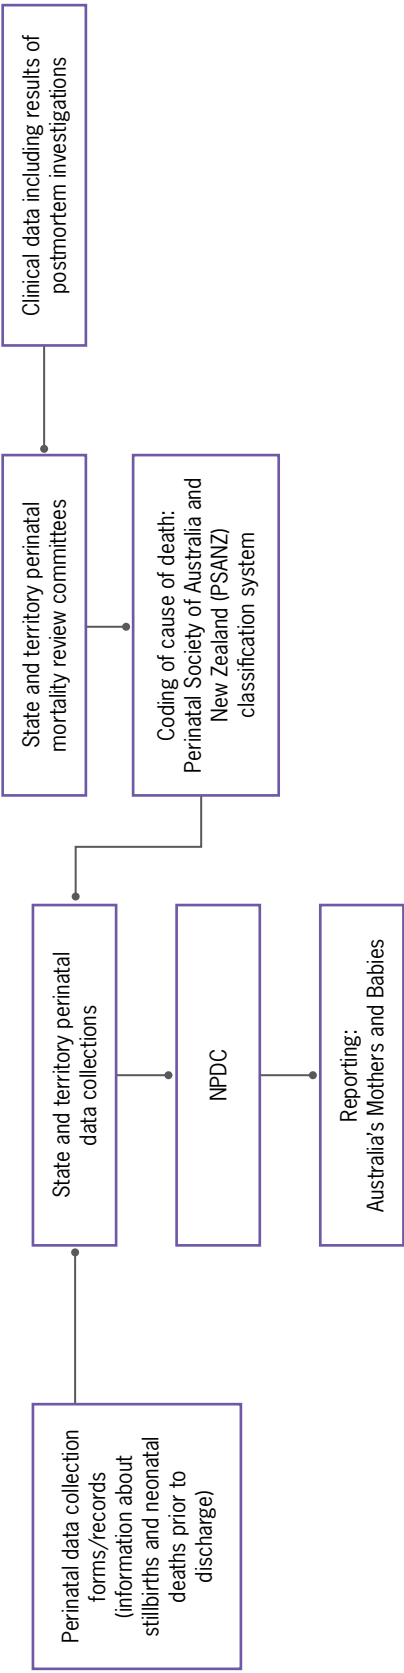 Perinatal data collection
forms/records
(information about
stillbirths and neonatal
deaths prior to
discharge)
State and territory perinatal
data collections
NPDC
Reporting:
Australia's Mothers and Babies
State and territory perinatal
mortality review committees
Coding of cause of death:
Perinatal Society of Australia and
New Zealand (PSANZ)
classification system
Clinical data including results of
postmortem investigations